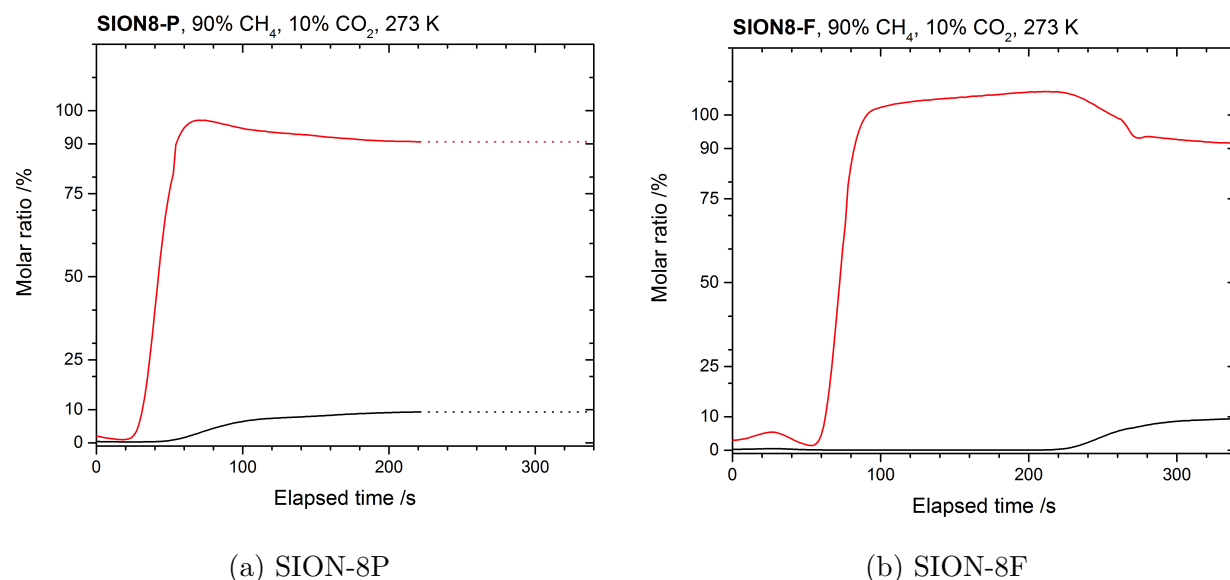 SION8-P, 90% CH₄, 10% CO₂, 273 K
Molar ratio /%
100
90
75
50
25
10
0
0
100
200
300
Elapsed time /s
(a) SION-8P
SION8-F, 90% CH₄, 10% CO₂, 273 K
Molar ratio /%
100
90
75
50
25
10
0
0
100
200
300
Elapsed time /s
(b) SION-8F